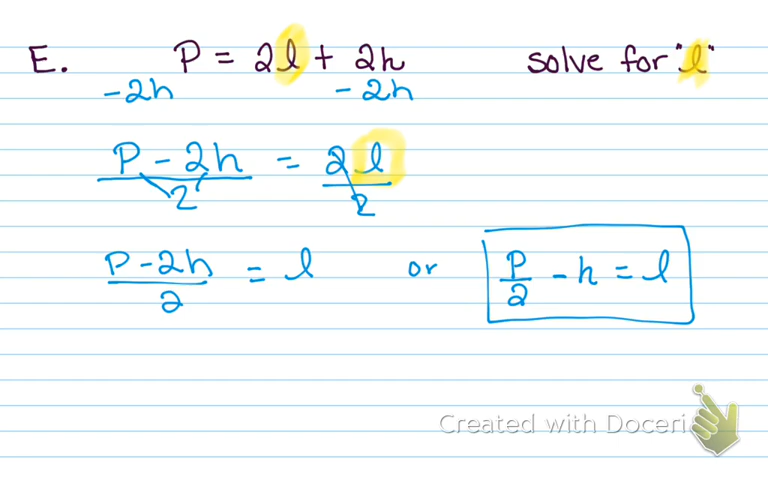 E. P = 2l + 2h solve for "l"
-2h -2h
P - 2h = 2l
2 2
P - 2h = l or P/2 - h = l
2
Created with Doceri